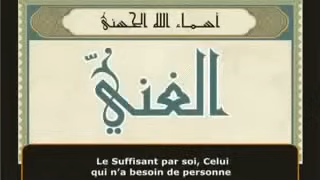 أسماء الله الحسنى
الغنيّ
Le Suffisant par soi, Celui
qui n'a besoin de personne